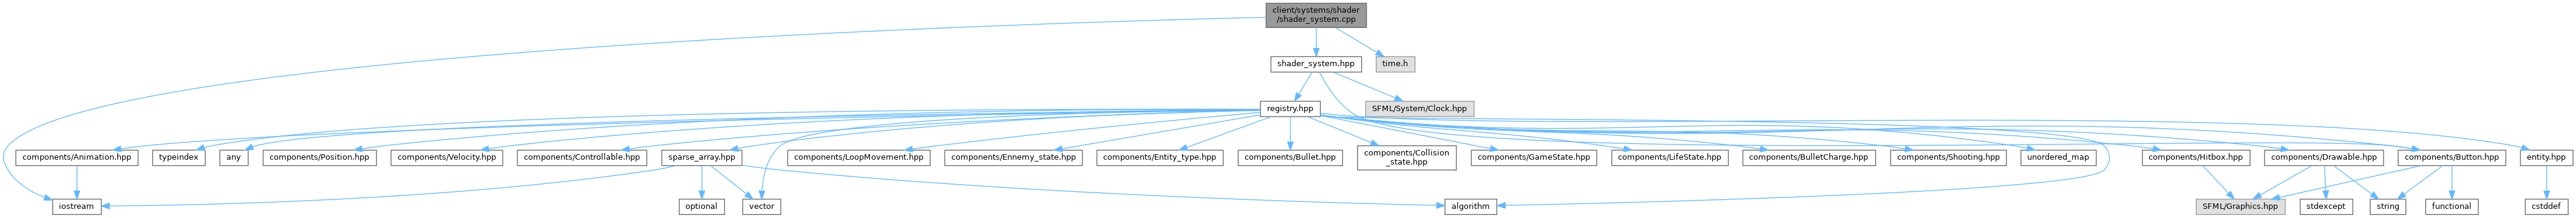 client/systems/shader
/shader_system.cpp
shader_system.hpp
time.h
registry.hpp
SFML/System/Clock.hpp
components/Animation.hpp
typeindex
any
components/Position.hpp
components/Velocity.hpp
components/Controllable.hpp
sparse_array.hpp
components/LoopMovement.hpp
components/Ennemy_state.hpp
components/Entity_type.hpp
components/Bullet.hpp
components/Collision
_state.hpp
components/GameState.hpp
components/LifeState.hpp
components/BulletCharge.hpp
components/Shooting.hpp
unordered_map
components/Hitbox.hpp
components/Drawable.hpp
components/Button.hpp
entity.hpp
iostream
optional
vector
algorithm
SFML/Graphics.hpp
stdexcept
string
functional
cstddef